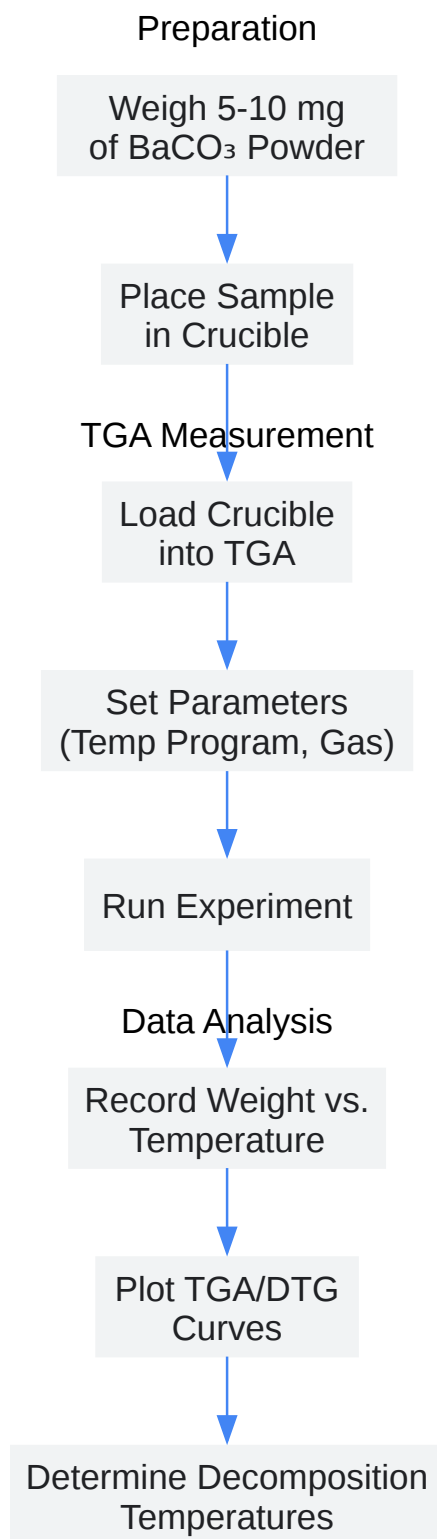 Preparation
Weigh 5-10 mg
of BaCO₃ Powder
Place Sample
in Crucible
TGA Measurement
Load Crucible
into TGA
Set Parameters
(Temp Program, Gas)
Run Experiment
Data Analysis
Record Weight vs.
Temperature
Plot TGA/DTG
Curves
Determine Decomposition
Temperatures